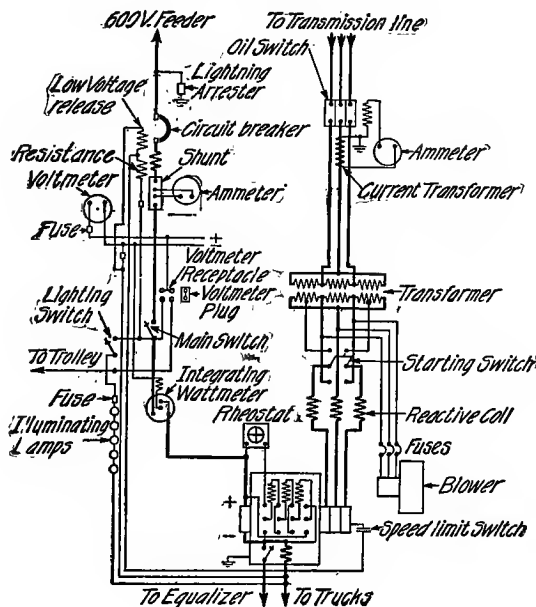 600V. Feeder
To Transmission line
Oil Switch
Low Voltage
release
Lightning
Arrester
Circuit breaker
Resistance
Voltmeter
Shunt
Ammeter
Ammeter
Current Transformer
Fuse
±
Voltmeter
Receptacle
Voltmeter
Plug
Transformer
Lighting
Switch
Main Switch
Starting Switch
To Trolley
Integrating
Wattmeter
Fuse
Rheostat
Reactive Coil
Illuminating
Lamps
Fuses
Blower
+
-
Speed limit Switch
To Equalizer
To Trucks